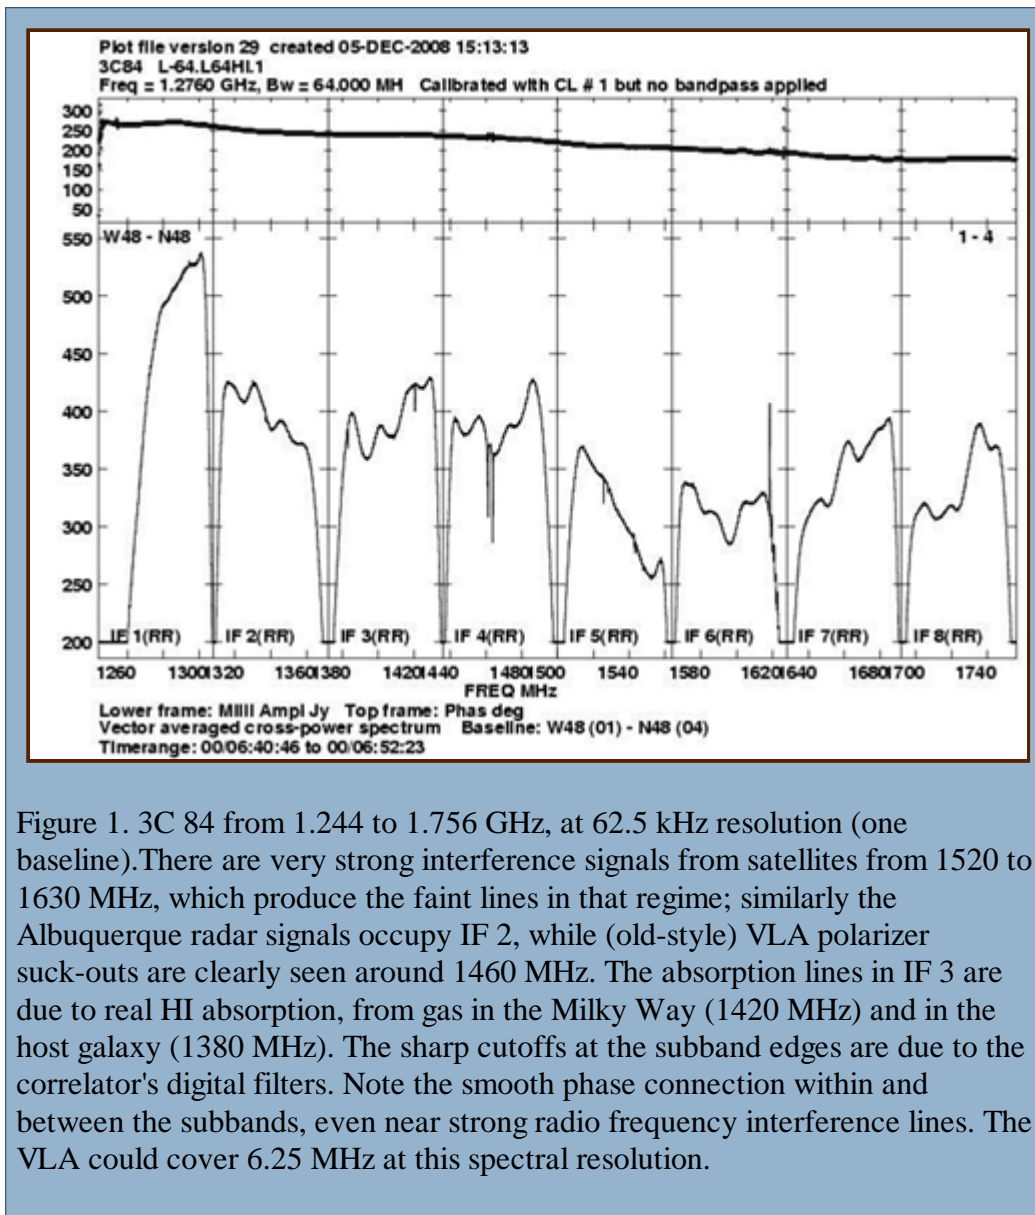 Plot file version 29 created 05-DEC-2008 15:13:13
3C84 L-64.L64HI.1
Freq = 1.2760 GHz, Bw = 64.000 MH Calibrated with CL # 1 but no bandpass applied
300
250
200
150
100
50
550 W48 - N48 1 - 4
500
450
400
350
300
250
200 IF 1(RR) IF 2(RR) IF 3(RR) IF 4(RR) IF 5(RR) IF 6(RR) IF 7(RR) IF 8(RR)
1260 1300 1320 1360 1380 1420 1440 1480 1500 1540 1580 1620 1640 1680 1700 1740
FREQ MHz
Lower frame: Milli Ampl Jy Top frame: Phas deg
Vector averaged cross-power spectrum Baseline: W48 (01) - N48 (04)
Timerange: 00/06:40:46 to 00/06:52:23
Figure 1. 3C 84 from 1.244 to 1.756 GHz, at 62.5 kHz resolution (one
baseline).There are very strong interference signals from satellites from 1520 to
1630 MHz, which produce the faint lines in that regime; similarly the
Albuquerque radar signals occupy IF 2, while (old-style) VLA polarizer
suck-outs are clearly seen around 1460 MHz. The absorption lines in IF 3 are
due to real HI absorption, from gas in the Milky Way (1420 MHz) and in the
host galaxy (1380 MHz). The sharp cutoffs at the subband edges are due to the
correlator's digital filters. Note the smooth phase connection within and
between the subbands, even near strong radio frequency interference lines. The
VLA could cover 6.25 MHz at this spectral resolution.